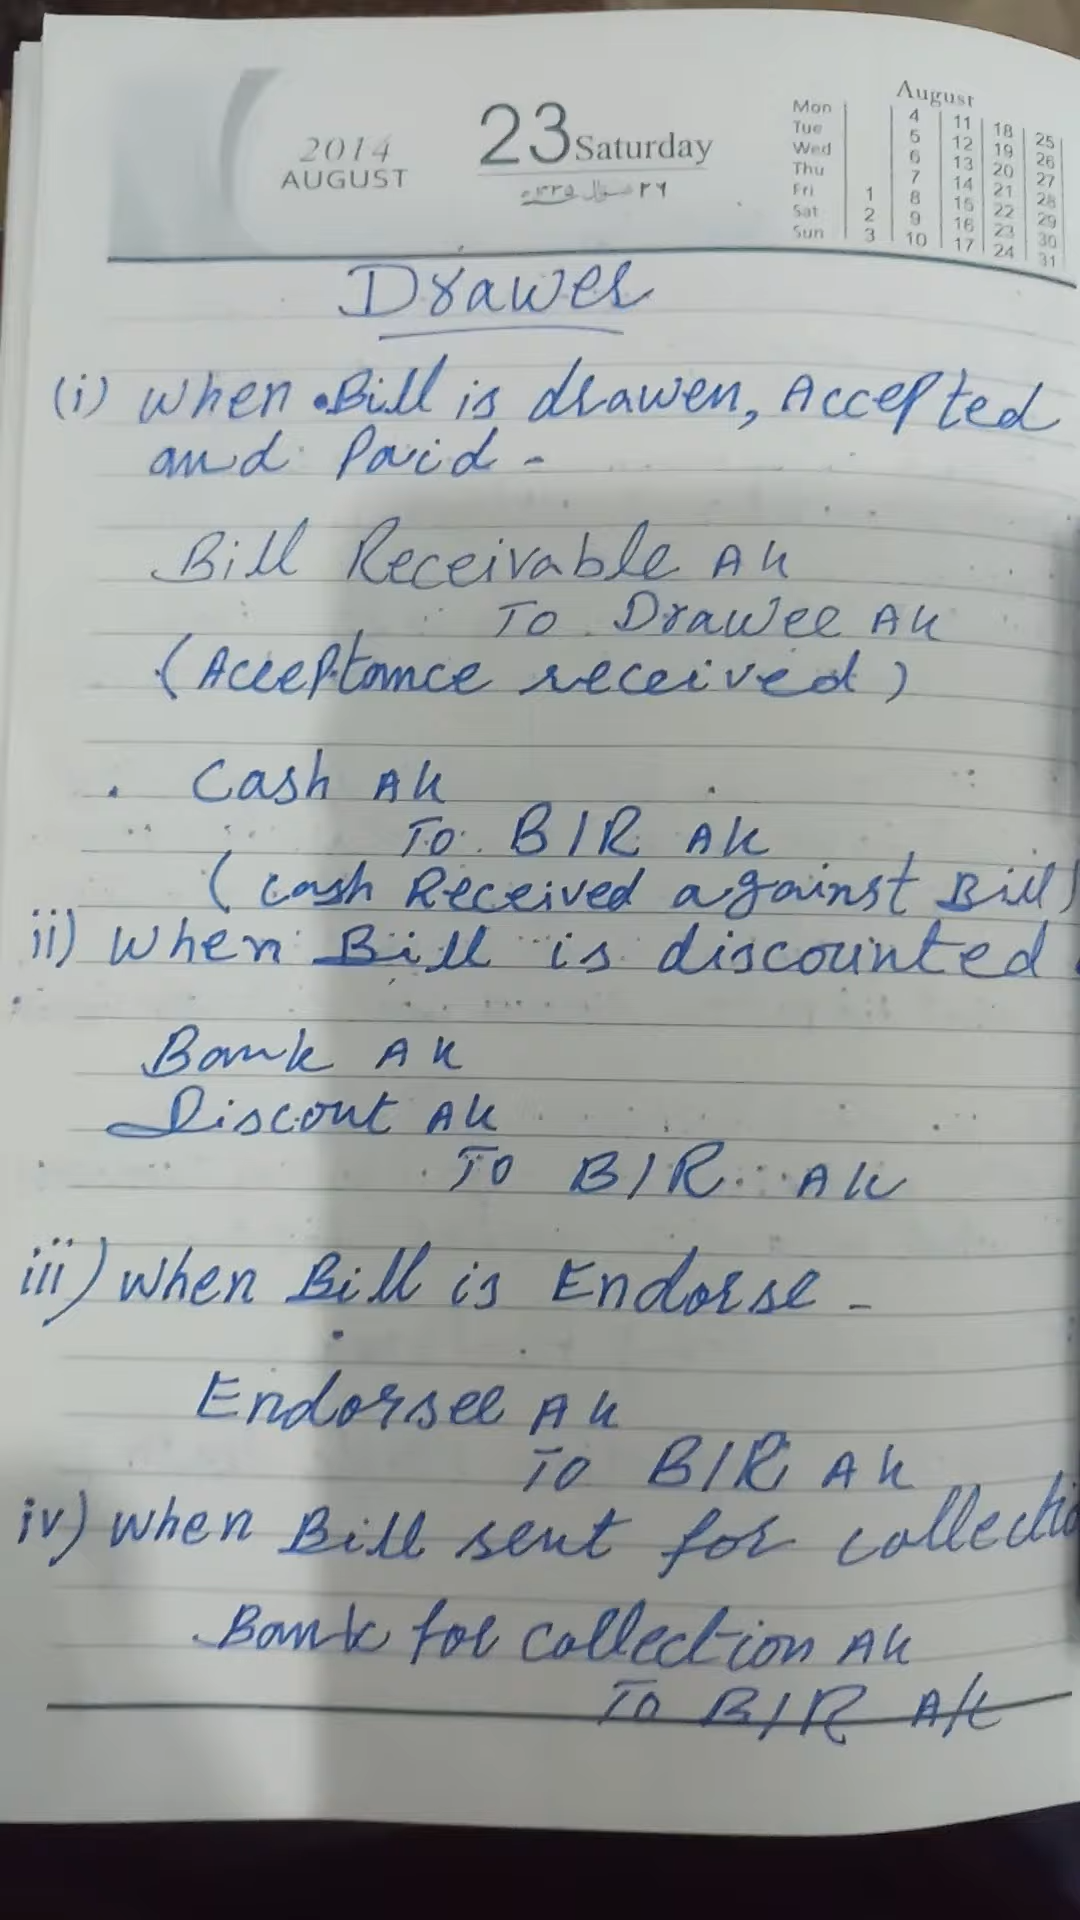 2014
AUGUST
23 Saturday
August
Mon 4 11 18 25
Tue 5 12 19 26
Wed 6 13 20 27
Thu 7 14 21 28
Fri 1 8 15 22 29
Sat 2 9 16 23 30
Sun 3 10 17 24 31
Drawer
(i) When Bill is drawen, Accepted
and Paid -
Bill Receivable A/c
To Drawee A/c
(Acceptance received)
Cash A/c
To B/R A/c
(Cash Received against Bill)
ii) When Bill is discounted
Bank A/c
Discout A/c
To B/R A/c
iii) When Bill is Endorse -
Endorsee A/c
To B/R A/c
iv) When Bill sent for
Bank for collection A/c
To B/R A/c